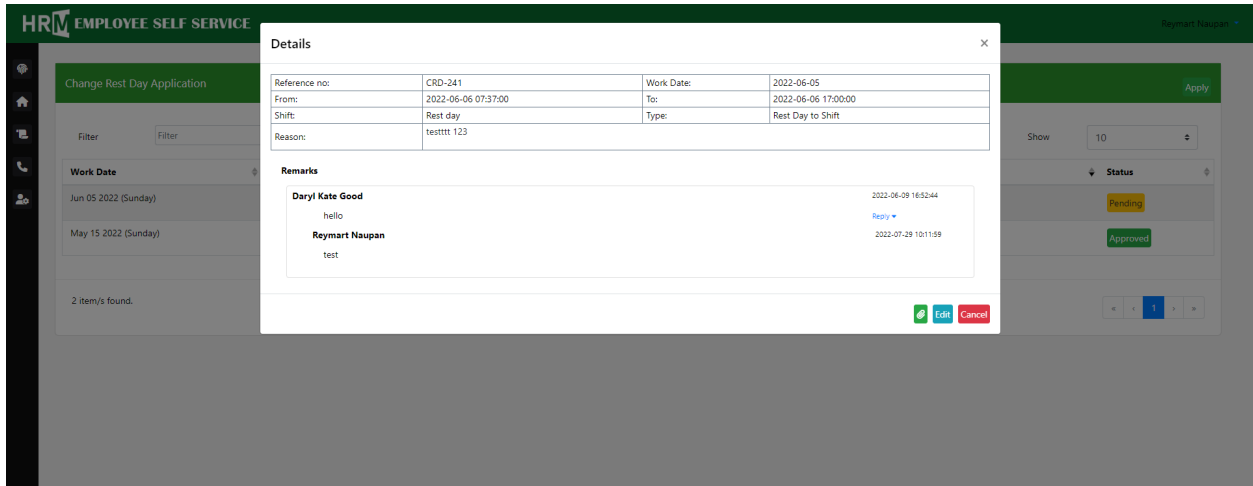 HRM EMPLOYEE SELF SERVICE
Reymart Naupan
Details ×
Reference no: CRD-241 Work Date: 2022-06-05
From: 2022-06-06 07:37:00 To: 2022-06-06 17:00:00
Shift: Rest day Type: Rest Day to Shift
Reason: testttt 123
Remarks
Daryl Kate Good 2022-06-09 16:52:44
hello Reply
Reymart Naupan 2022-07-29 10:11:59
test
Edit Cancel
Change Rest Day Application Apply
Filter Filter Show 10
Work Date Status
Jun 05 2022 (Sunday) Pending
May 15 2022 (Sunday) Approved
2 item/s found. « ‹ 1 › »